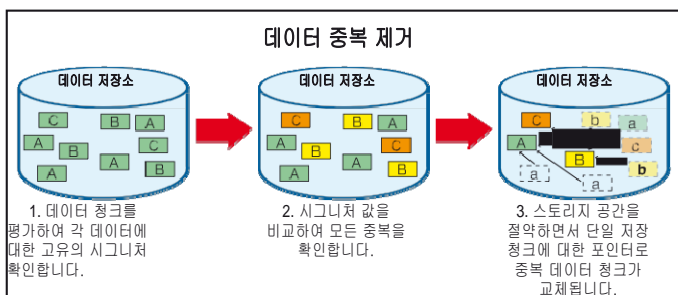 데이터 중복 제거
데이터 저장소
C
B
A
A
B
C
A
A
B
데이터 저장소
C
B
A
A
B
C
A
A
B
데이터 저장소
C
b
a
A
c
B
b
a
a
1. 데이터 청크를
평가하여 각 데이터에
대한 고유의 시그니처
확인합니다.
2. 시그니처 값을
비교하여 모든 중복을
확인합니다.
3. 스토리지 공간을
절약하면서 단일 저장
청크에 대한 포인터로
중복 데이터 청크가
교체됩니다.